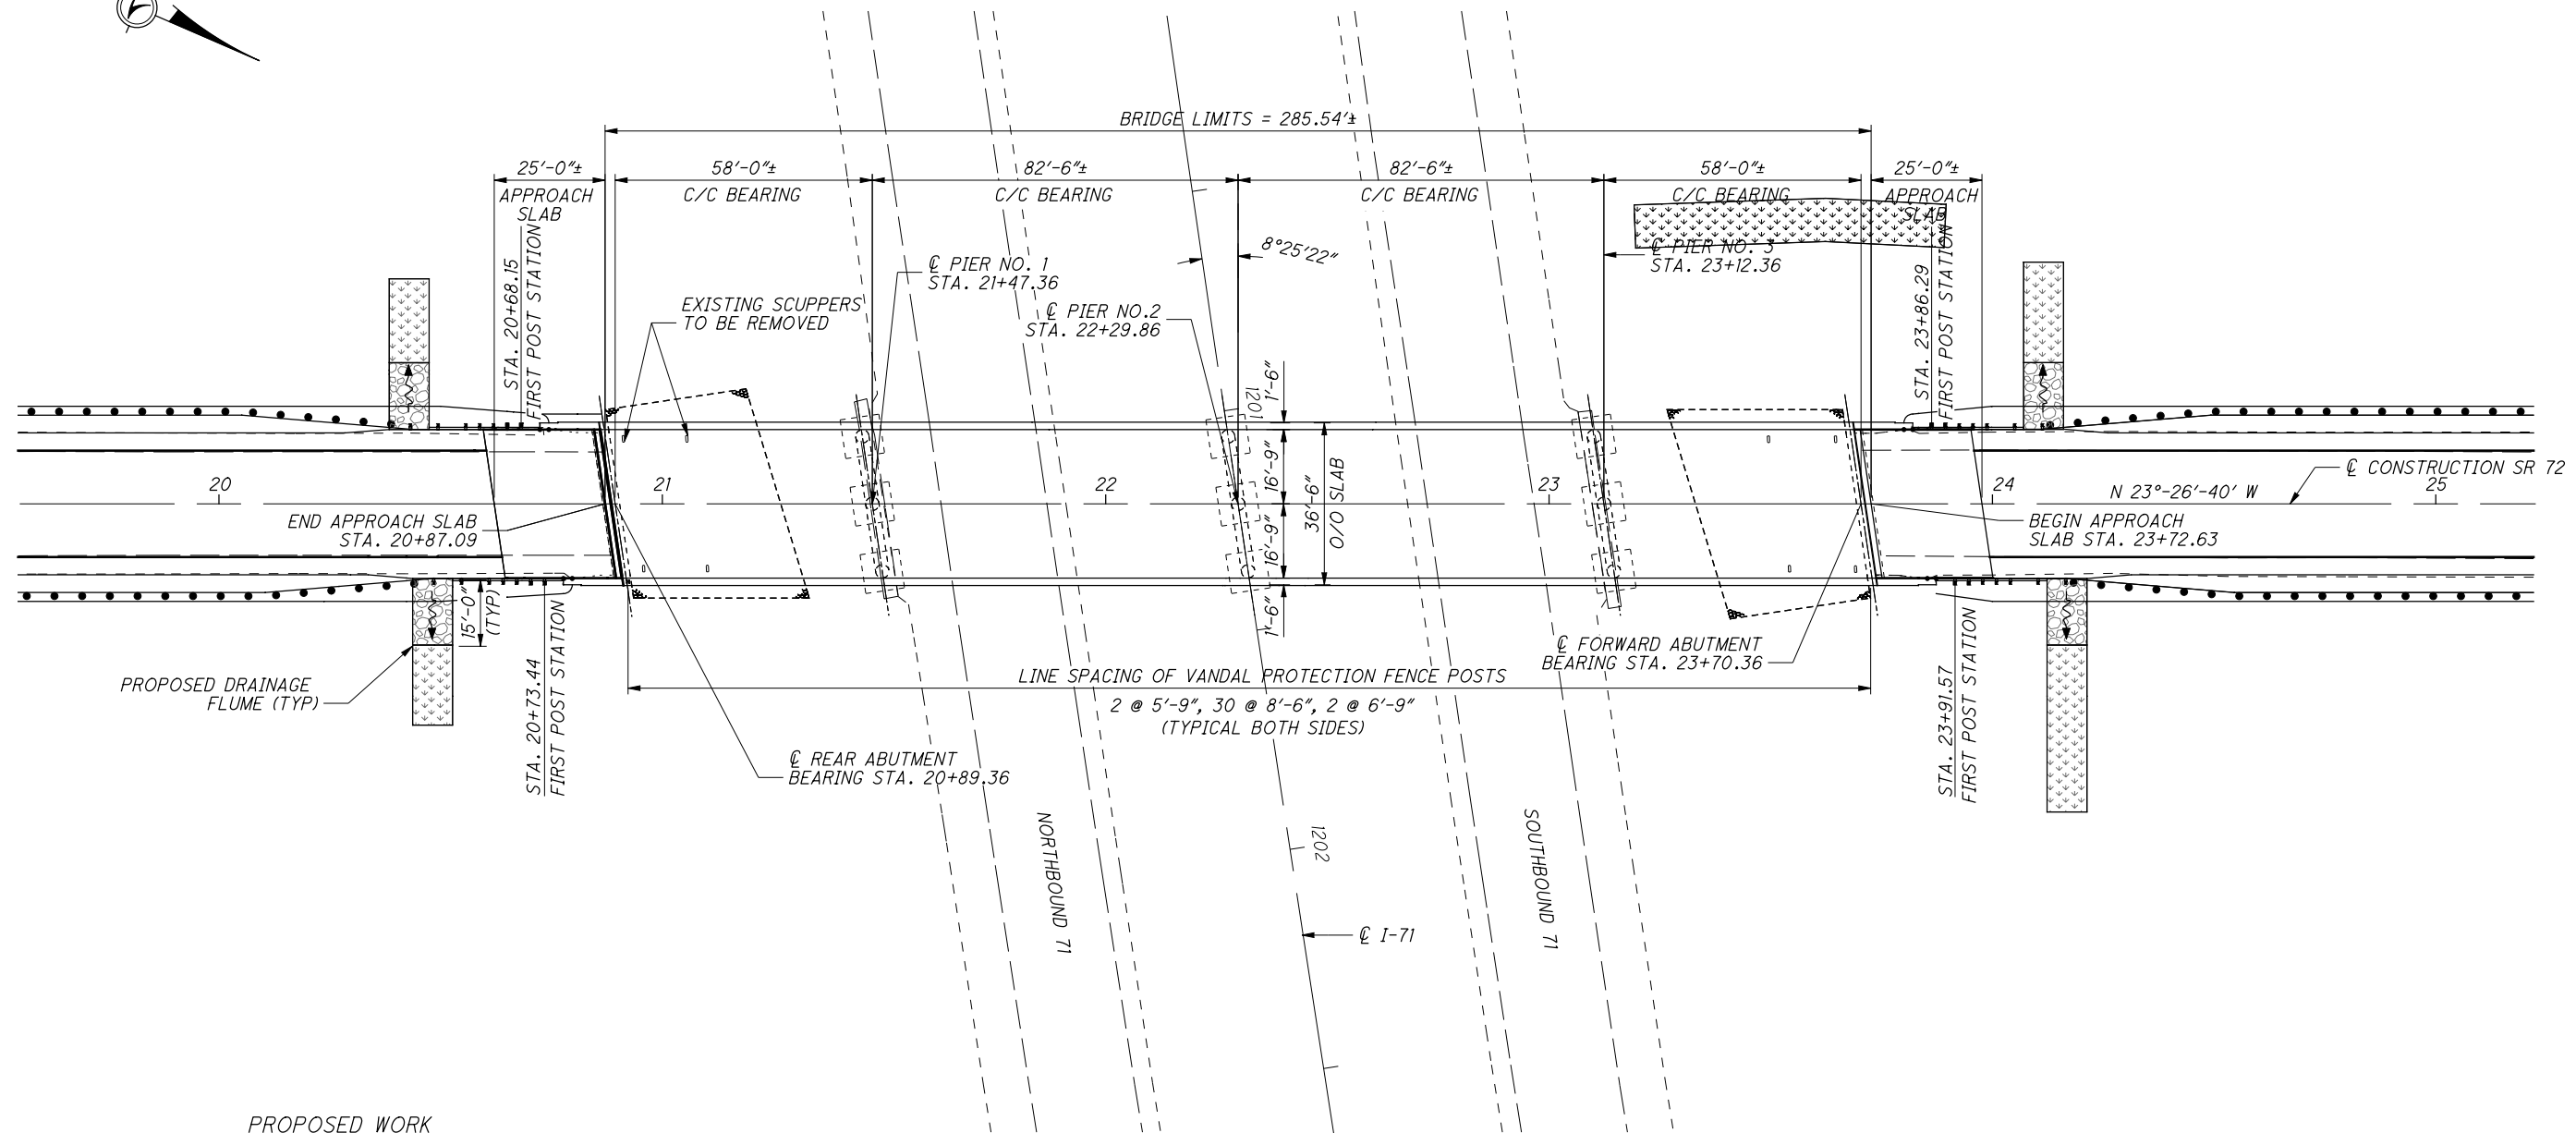 BRIDGE LIMITS = 285.54'±
25'-0"±
APPROACH
SLAB
58'-0"±
C/C BEARING
82'-6"±
C/C BEARING
82'-6"±
C/C BEARING
58'-0"±
C/C BEARING
25'-0"±
APPROACH
SLAB
STA. 20+68.15
FIRST POST STATION
EXISTING SCUPPERS
TO BE REMOVED
℄ PIER NO. 1
STA. 21+47.36
℄ PIER NO.2
STA. 22+29.86
8°25'22"
℄ PIER NO. 3
STA. 23+12.36
STA. 23+86.29
FIRST POST STATION
1201
1'-6"
16'-9"
16'-9"
1'-6"
36'-6"
O/O SLAB
20
21
22
23
24
25
N 23°-26'-40' W
℄ CONSTRUCTION SR 72
END APPROACH SLAB
STA. 20+87.09
BEGIN APPROACH
SLAB STA. 23+72.63
15'-0"
(TYP)
PROPOSED DRAINAGE
FLUME (TYP)
STA. 20+73.44
FIRST POST STATION
℄ FORWARD ABUTMENT
BEARING STA. 23+70.36
LINE SPACING OF VANDAL PROTECTION FENCE POSTS
2 @ 5'-9", 30 @ 8'-6", 2 @ 6'-9"
(TYPICAL BOTH SIDES)
STA. 23+91.57
FIRST POST STATION
℄ REAR ABUTMENT
BEARING STA. 20+89.36
NORTHBOUND 71
1202
SOUTHBOUND 71
℄ I-71
PROPOSED WORK